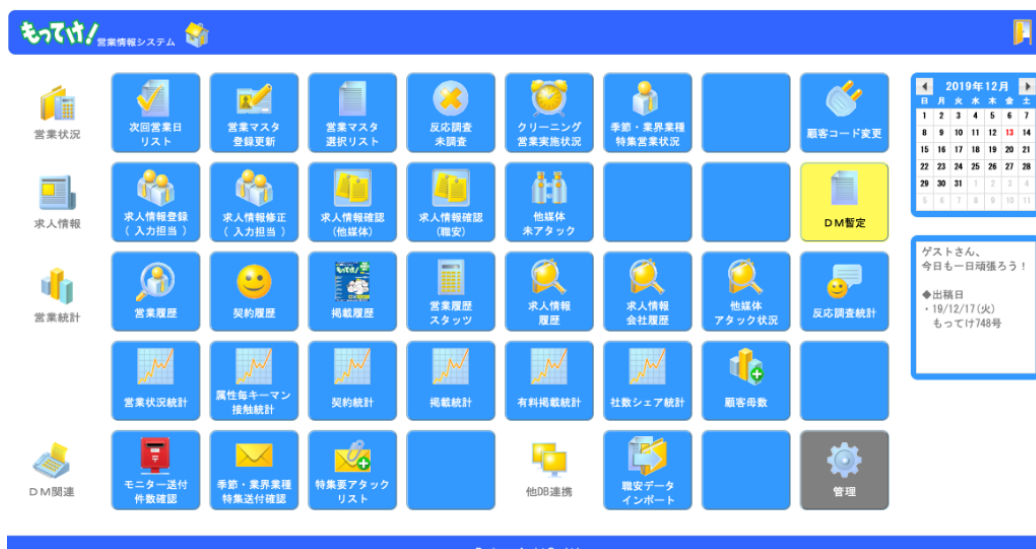 もってけ！ 営業情報システム
営業状況
次回営業日
リスト
営業マスタ
登録更新
営業マスタ
選択リスト
反応調査
未調査
クリーニング
営業実施状況
季節・業界業種
特集営業状況
顧客コード変更
求人情報
求人情報登録
（ 入力担当 ）
求人情報修正
（ 入力担当 ）
求人情報確認
(他媒体)
求人情報確認
(職安)
他媒体
未アタック
ＤＭ暫定
営業統計
営業履歴
契約履歴
もってけ！
掲載履歴
営業履歴
スタッツ
求人情報
履歴
求人情報
会社履歴
他媒体
アタック状況
反応調査統計
営業状況統計
属性毎キーマン
接触統計
契約統計
掲載統計
有料掲載統計
社数シェア統計
顧客母数
ＤＭ関連
モニター送付
件数確認
季節・業界業種
特集送付確認
特集要アタック
リスト
他DB連携
職安データ
インポート
管理
2019年12月
日 月 火 水 木 金 土
1 2 3 4 5 6 7
8 9 10 11 12 13 14
15 16 17 18 19 20 21
22 23 24 25 26 27 28
29 30 31 1 2 3 4
5 6 7 8 9 10 11
ゲストさん、
今日も一日頑張ろう！
◆出稿日
・19/12/17(火)
もってけ748号